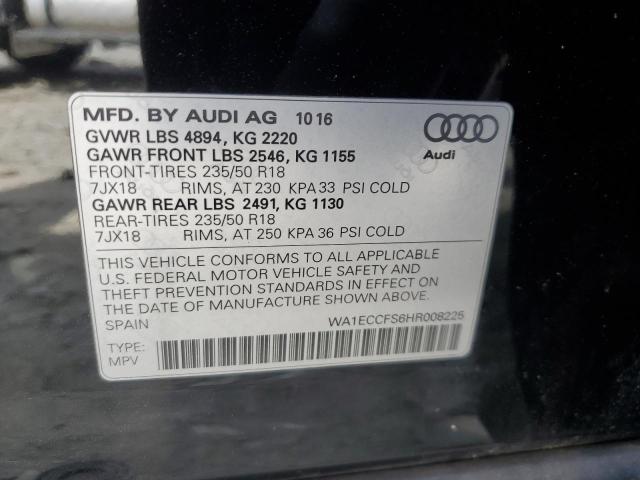 MFD. BY AUDI AG 10 16
GVWR LBS 4894, KG 2220
GAWR FRONT LBS 2546, KG 1155
FRONT-TIRES 235/50 R18
7JX18 RIMS, AT 230 KPA 33 PSI COLD
GAWR REAR LBS 2491, KG 1130
REAR-TIRES 235/50 R18
7JX18 RIMS, AT 250 KPA 36 PSI COLD
Audi
THIS VEHICLE CONFORMS TO ALL APPLICABLE
U.S. FEDERAL MOTOR VEHICLE SAFETY AND
THEFT PREVENTION STANDARDS IN EFFECT ON
THE DATE OF MANUFACTURE SHOWN ABOVE.
SPAIN WA1ECCFS6HR008225
TYPE:
MPV